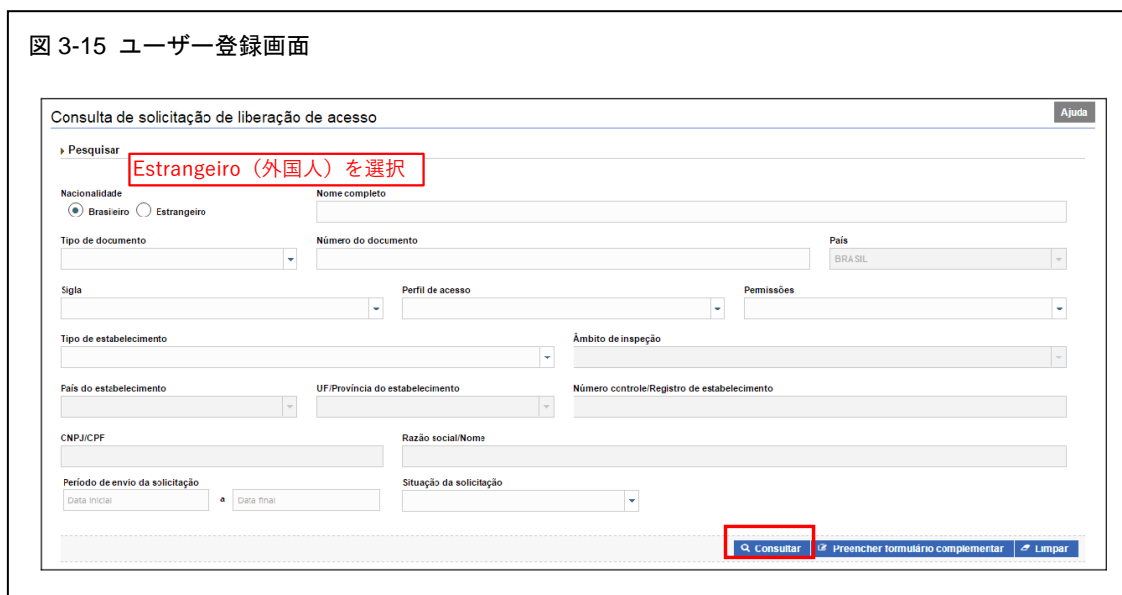 図 3-15 ユーザー登録画面
Consulta de solicitação de liberação de acesso
Ajuda
Pesquisar
Estrangeiro（外国人）を選択
Nacionalidade
Nome completo
Brasileiro
Estrangeiro
Tipo de documento
Número do documento
País
BRASIL
Sigla
Perfil de acesso
Permissões
Tipo de estabelecimento
Âmbito de inspeção
País do estabelecimento
UF/Província do estabelecimento
Número controle/Registro de estabelecimento
CNPJ/CPF
Razão social/Nome
Período de envio da solicitação
Situação da solicitação
Data inicial
a
Data final
Consultar
Preencher formulário complementar
Limpar